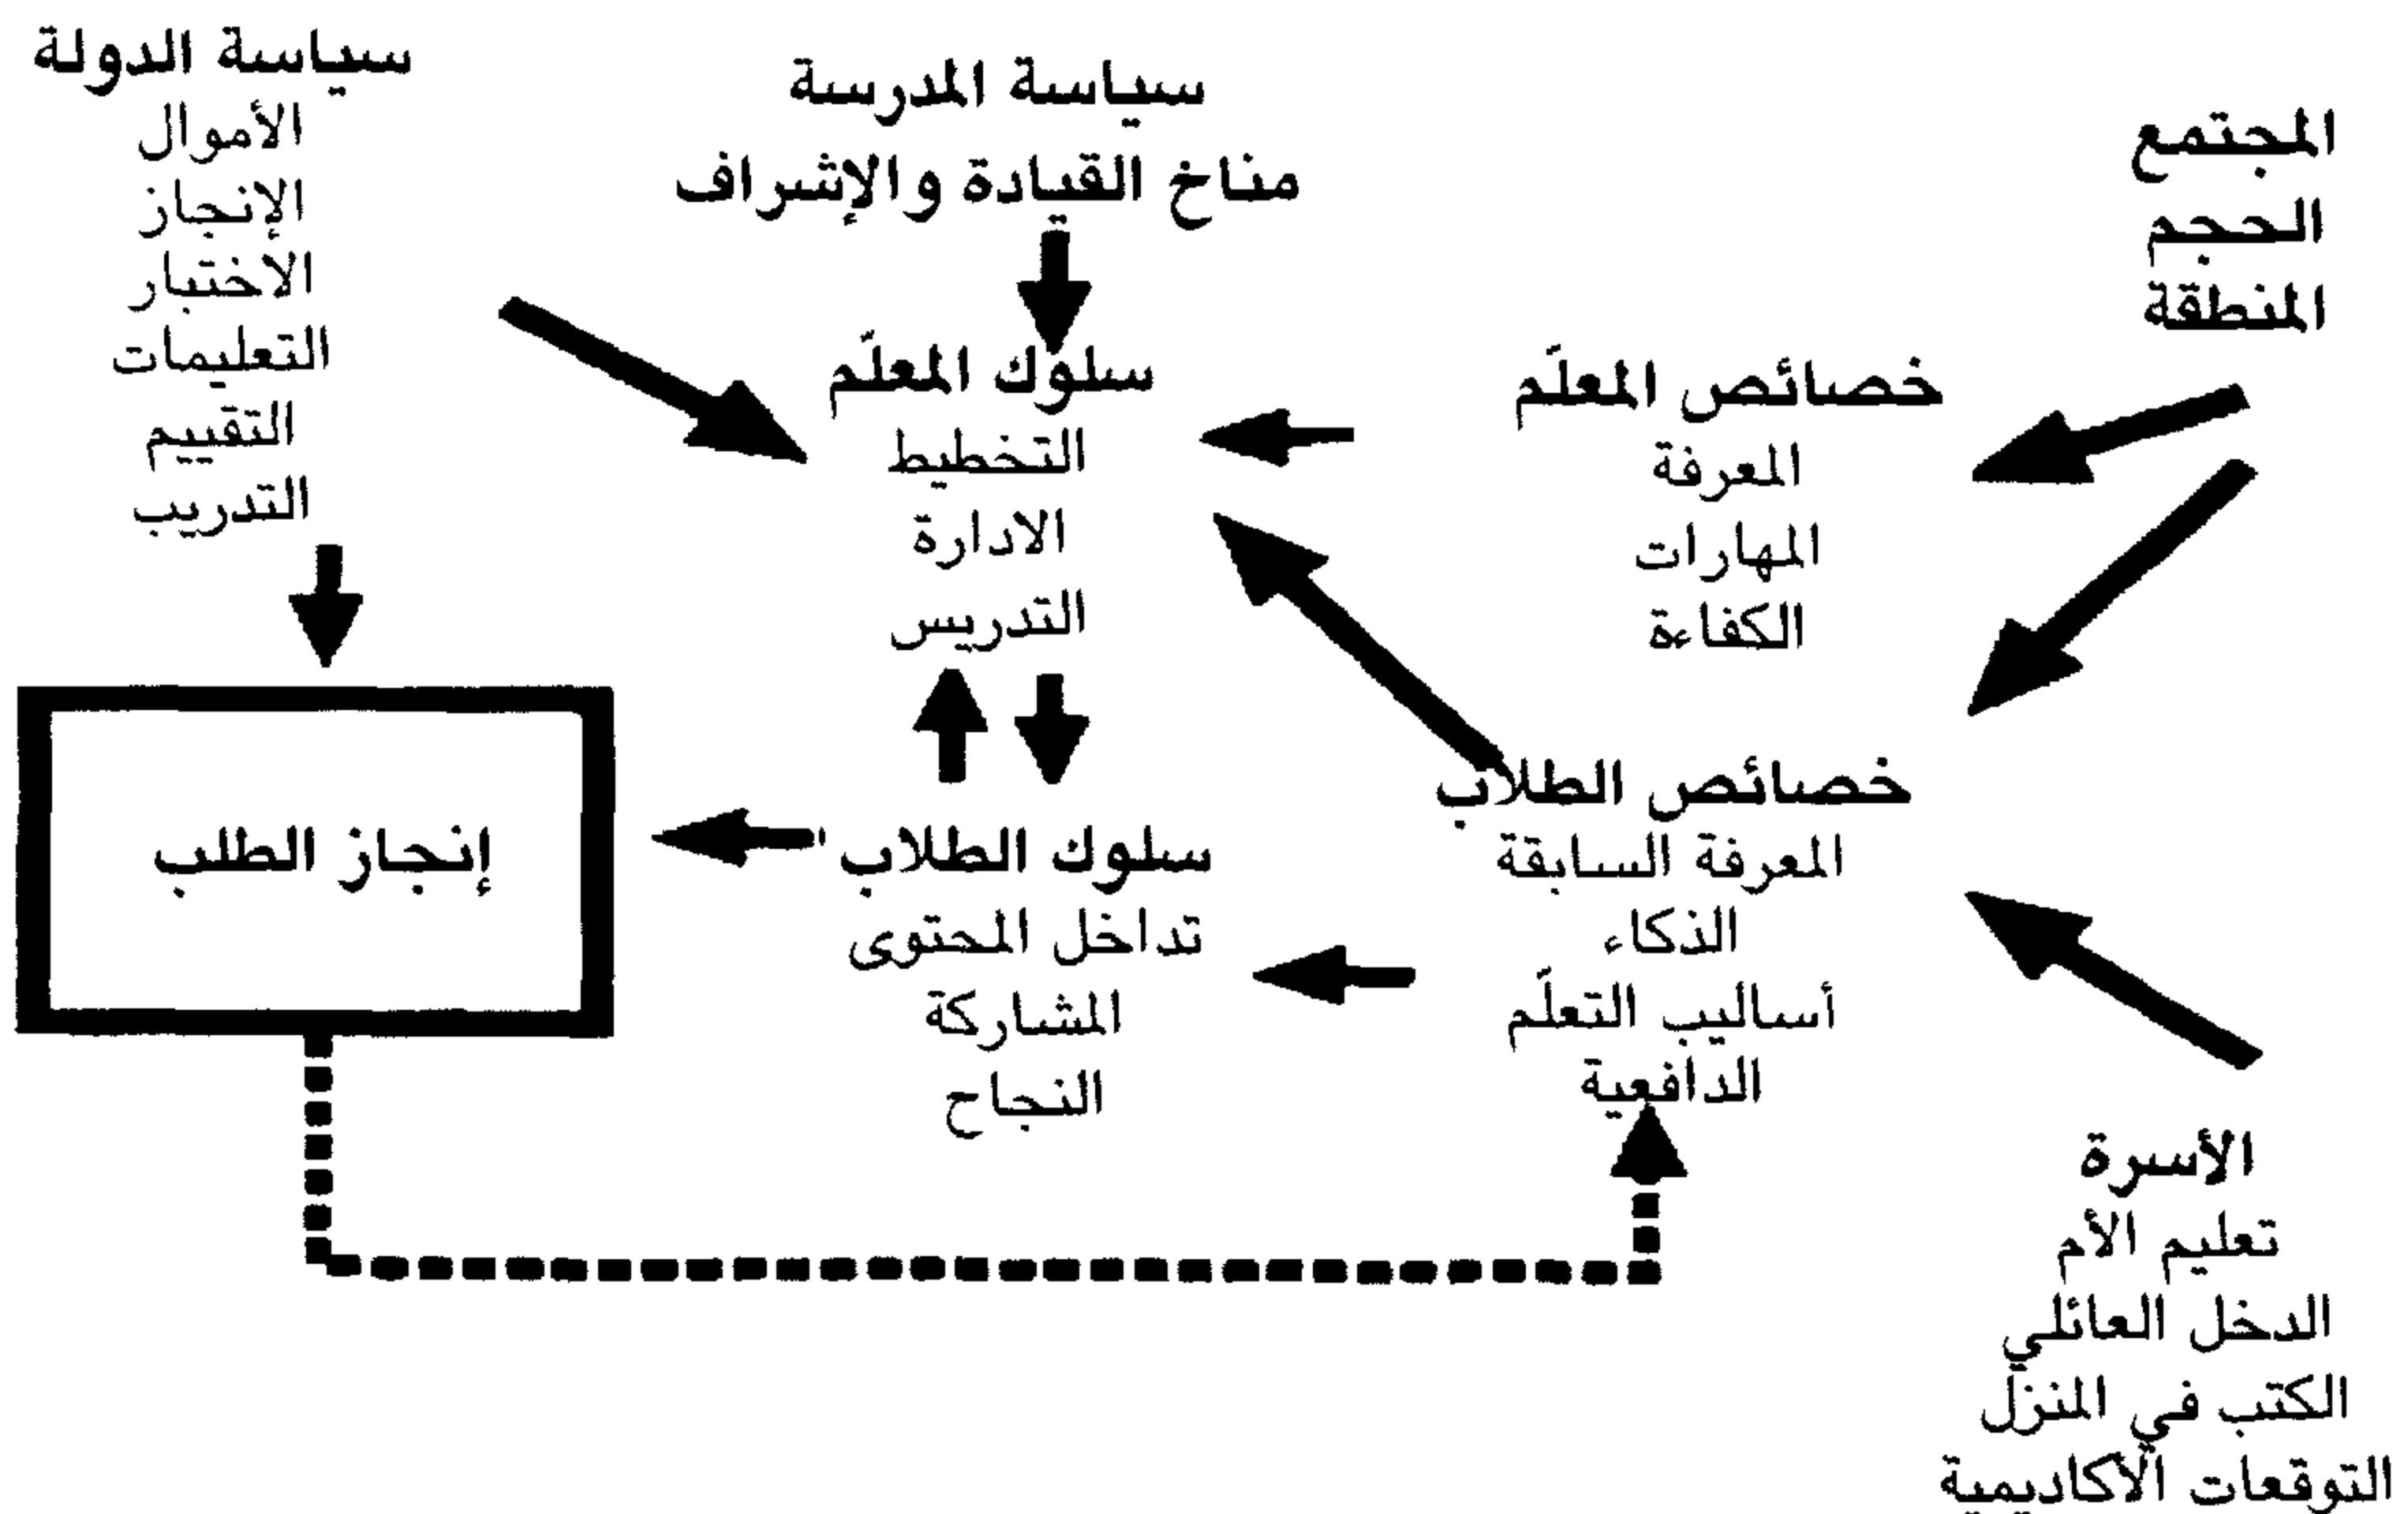 المجتمع
الحجم
المنطقة
سياسة المدرسة
مناخ القيادة والإشراف
سياسة الدولة
الأموال
الإنجاز
الاختبار
التعليمات
التقييم
التدريب
خصائص المعلّم
المعرفة
المهارات
الكفاءة
سلوك المعلّم
التخطيط
الادارة
التدريس
خصائص الطلاب
المعرفة السابقة
الذكاء
أساليب التعلّم
الدافعية
سلوك الطلاب
تداخل المحتوى
المشاركة
النجاح
إنجاز الطلب
الأسرة
تعليم الأم
الدخل العائلي
الكتب في المنزل
التوقعات الأكاديمية